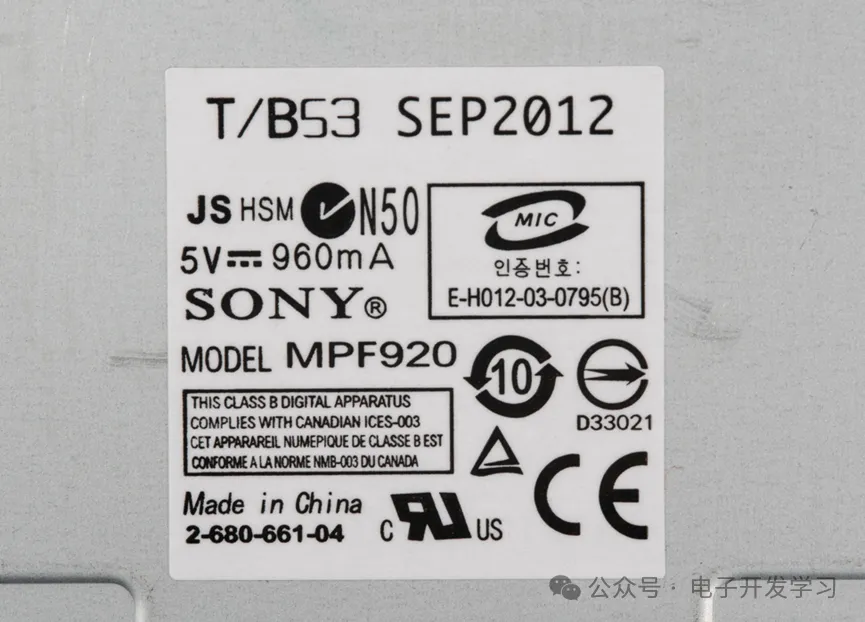 T/B53 SEP2012
JS HSM N50
5V 960mA
SONY®
MIC
인증번호:
E-H012-03-0795(B)
MODEL MPF920
10
D33021
THIS CLASS B DIGITAL APPARATUS
COMPLIES WITH CANADIAN ICES-003
CET APPARAREIL NUMEPIQUE DE CLASSE B EST
CONFORME A LA NORME NMB-003 DU CANADA
Made in China
2-680-661-04
C RU US
CE
公众号 · 电子开发学习